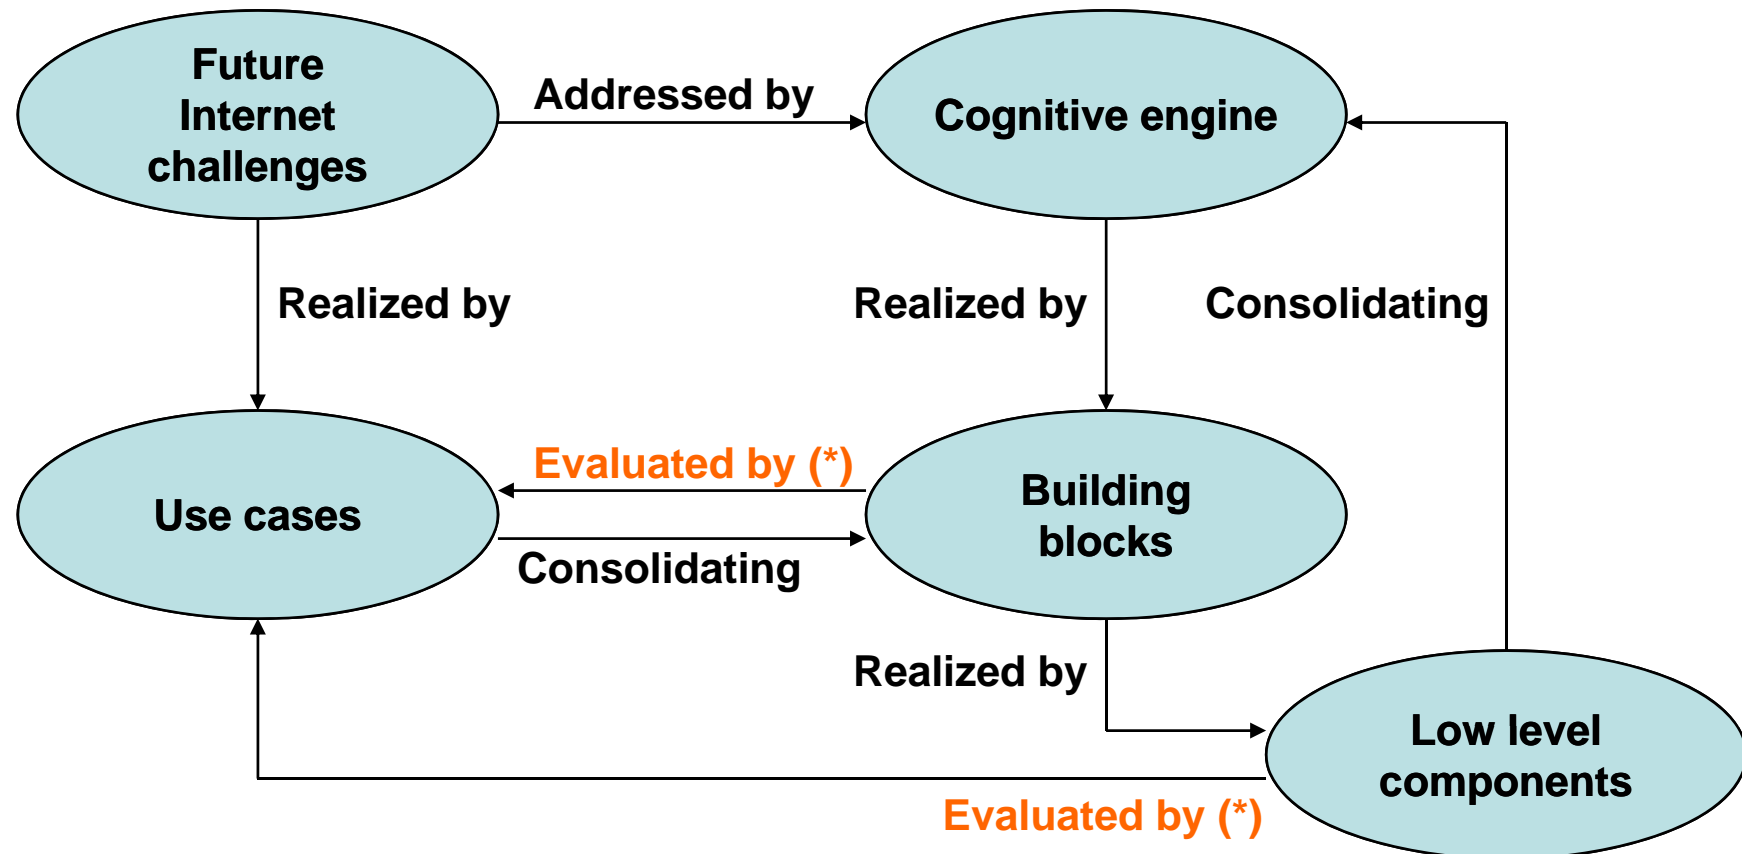 Future
Internet
challenges
Addressed by
Cognitive engine
Realized by
Realized by
Consolidating
Use cases
Evaluated by (*)
Consolidating
Building
blocks
Realized by
Low level
components
Evaluated by (*)